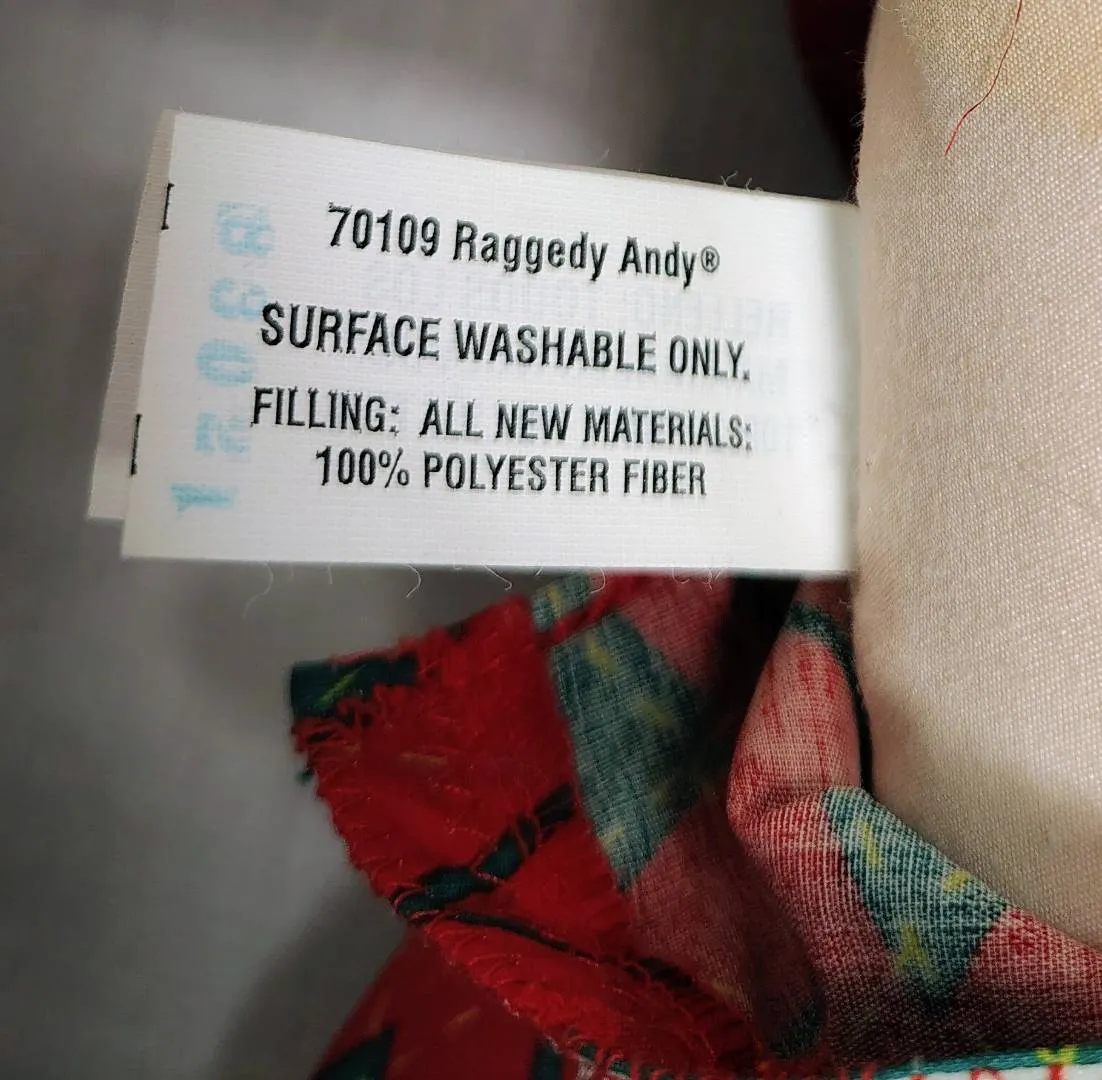 70109 Raggedy Andy®
SURFACE WASHABLE ONLY.
FILLING: ALL NEW MATERIALS:
100% POLYESTER FIBER